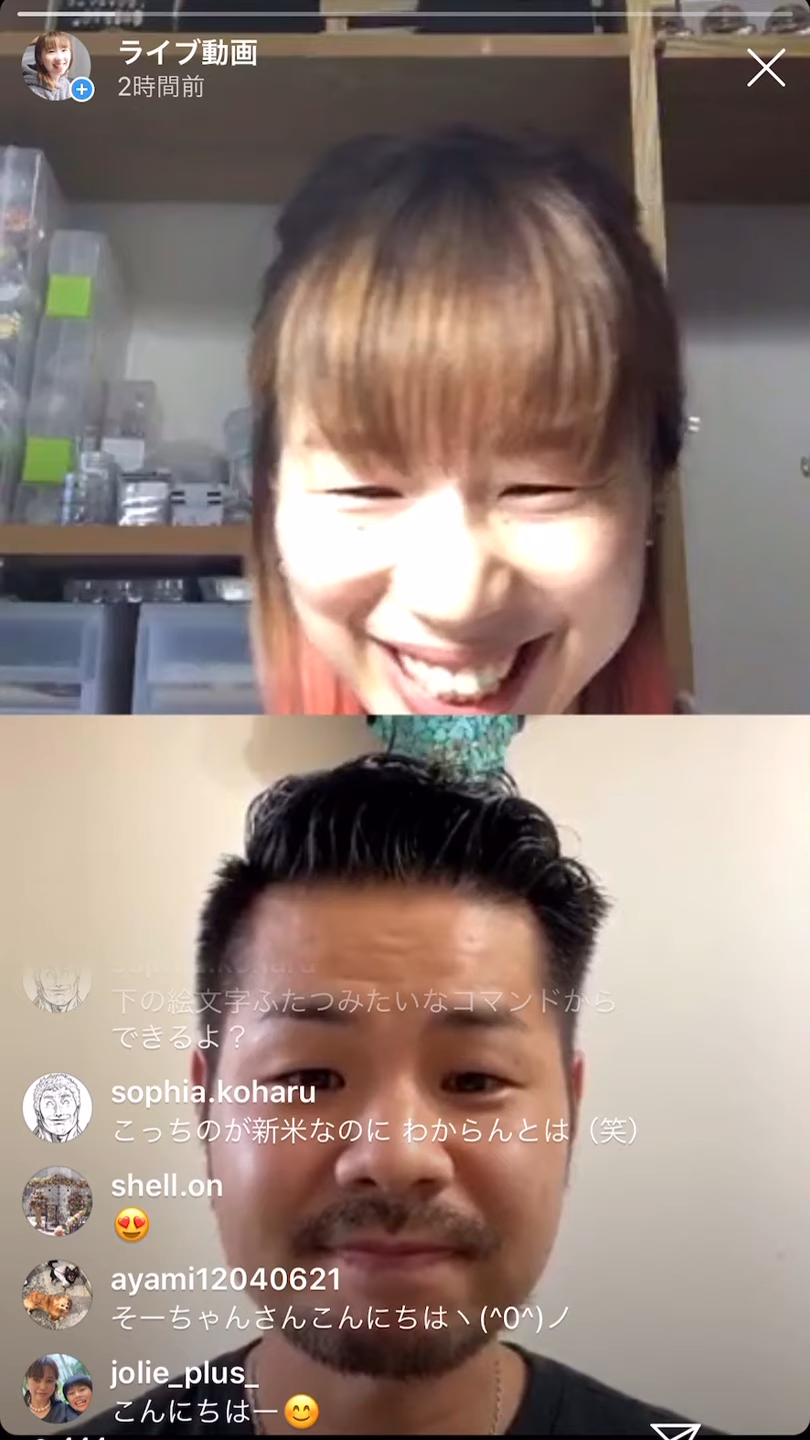 ライブ動画
2時間前
sophia.koharu
下の絵文字ふたつみたいなコマンドから
できるよ？
sophia.koharu
こっちのが新米なのに わからんとは（笑）
shell.on
😍
ayami12040621
そーちゃんさんこんにちはヽ(^0^)ノ
jolie_plus_
こんにちはー😊